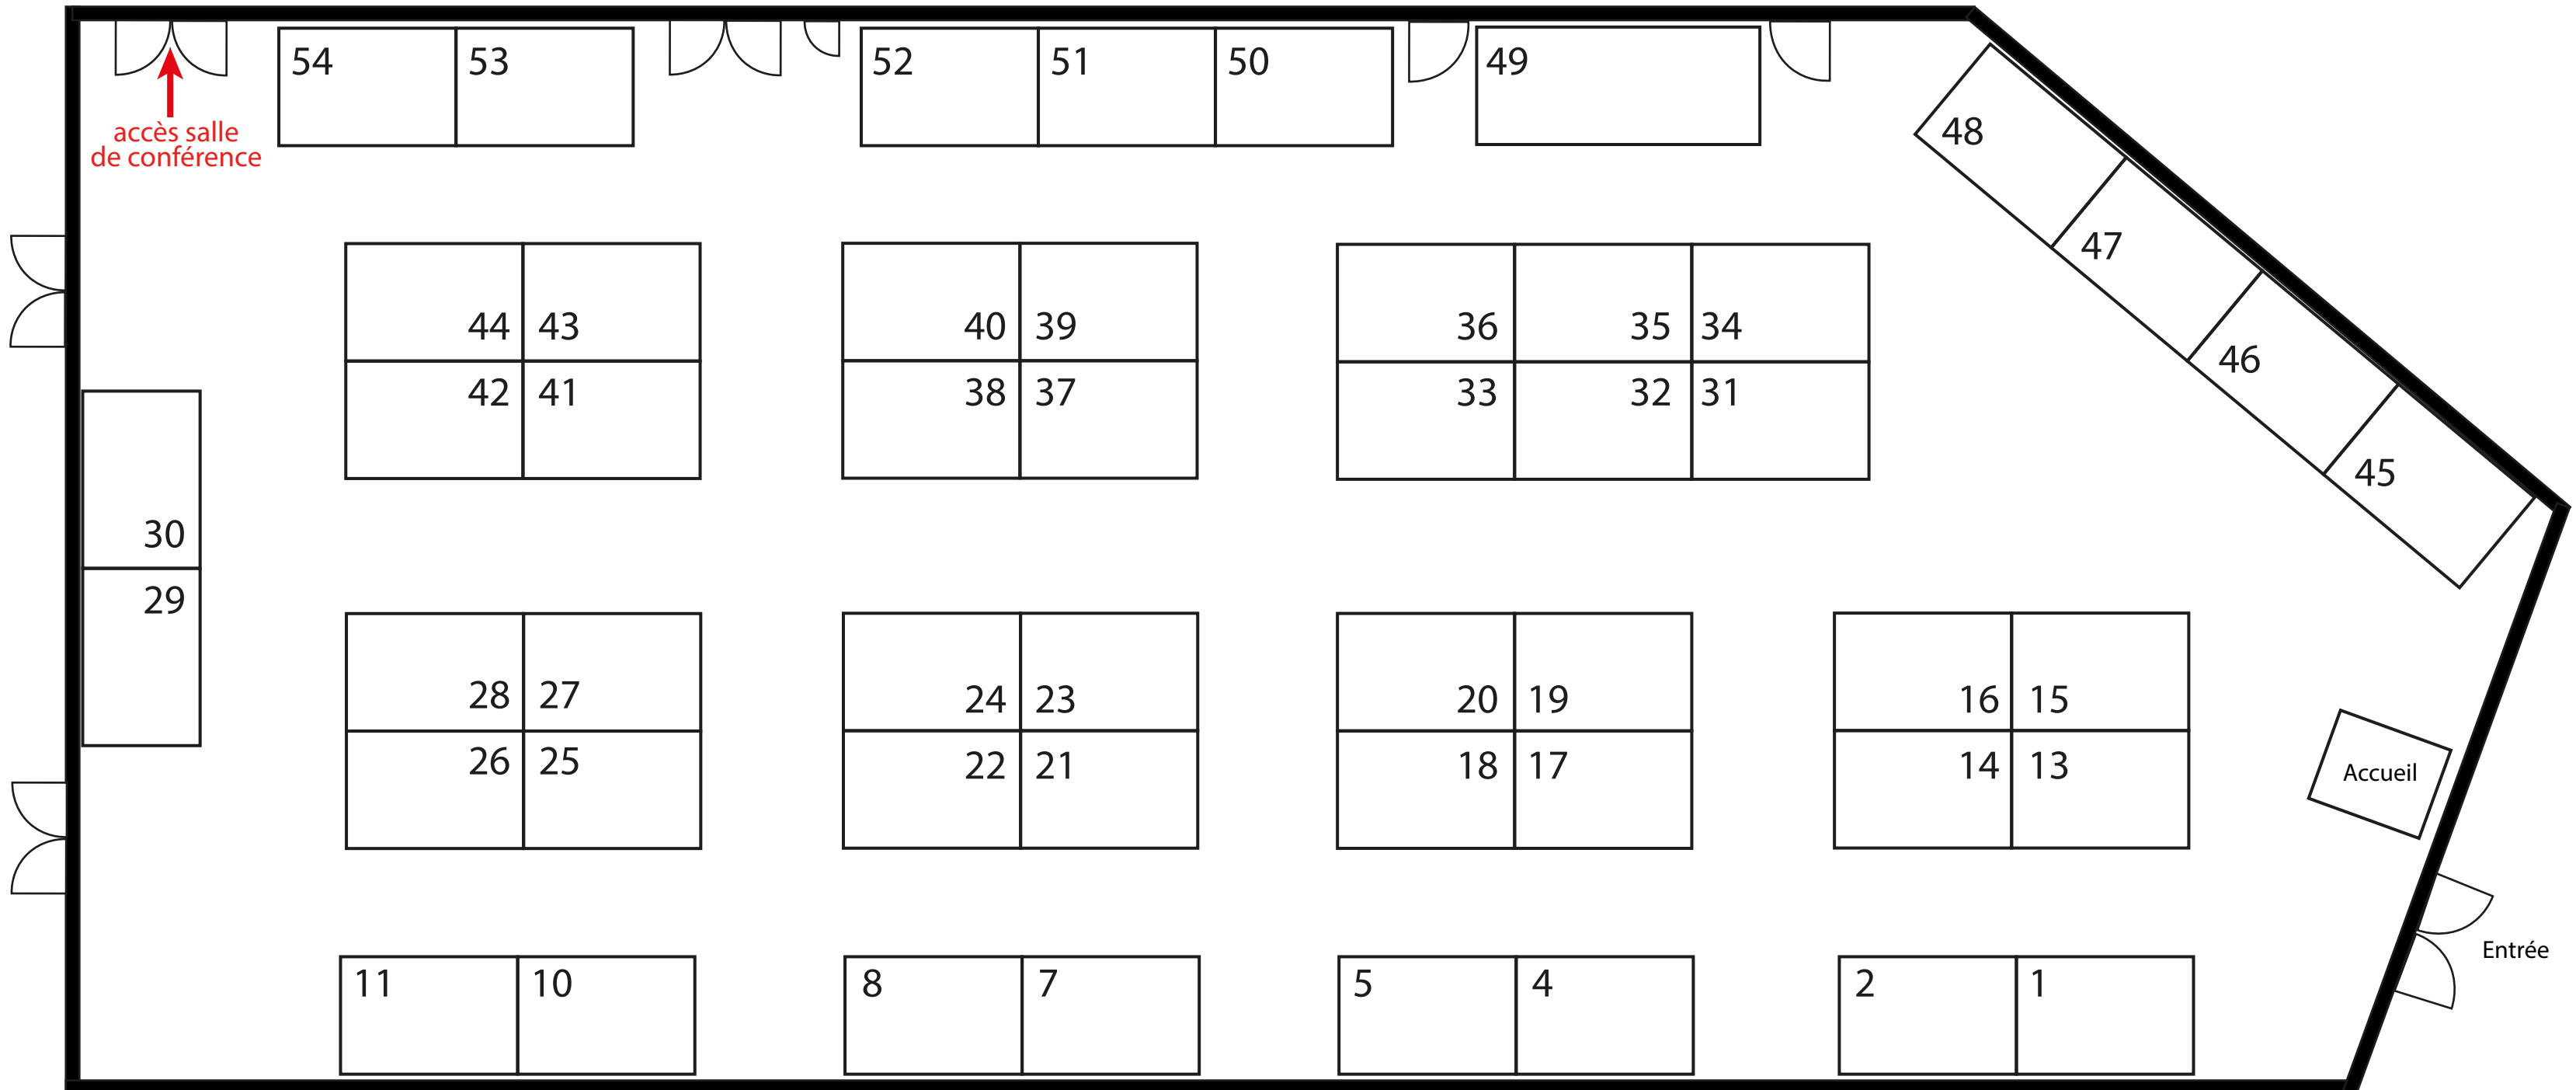 54 53 52 51 50 49
accès salle
de conférence
48
47
46
45
44 43 40 39 36 35 34
42 41 38 37 33 32 31
30
29
28 27 24 23 20 19 16 15
26 25 22 21 18 17 14 13
Accueil
Entrée
11 10 8 7 5 4 2 1